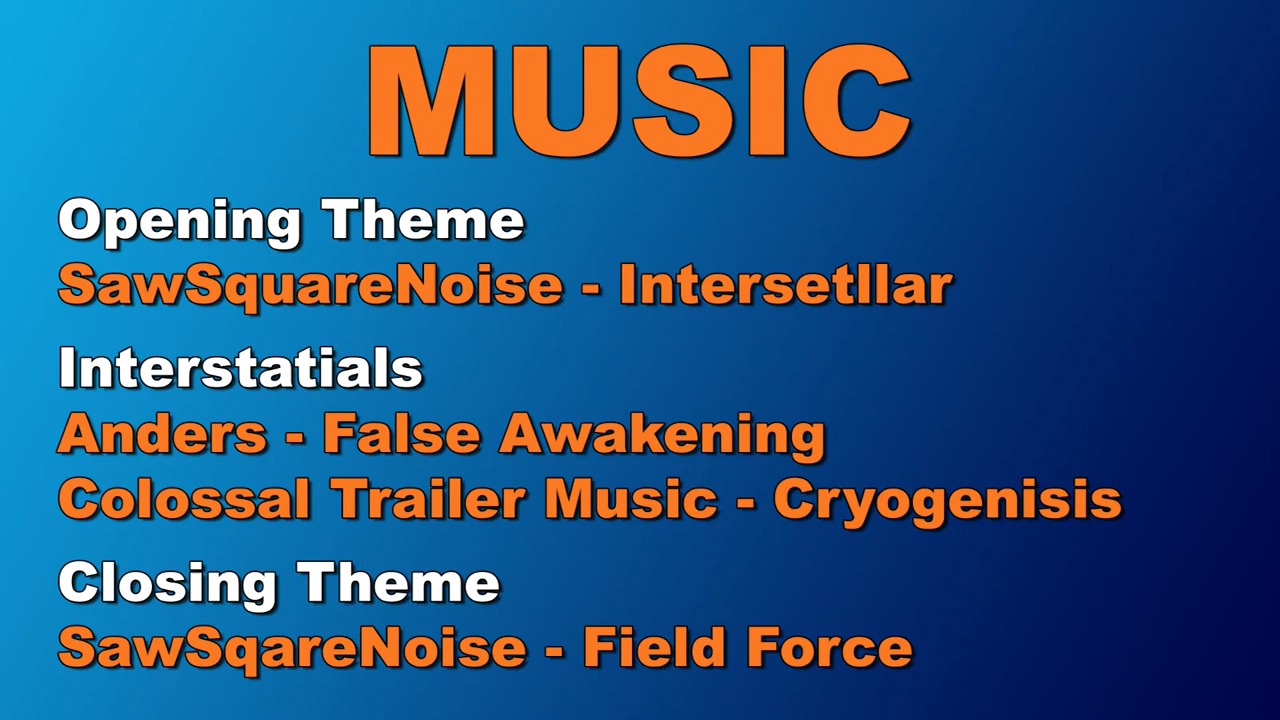 MUSIC
Opening Theme
SawSquareNoise - Intersetllar
Interstatials
Anders - False Awakening
Colossal Trailer Music - Cryogenisis
Closing Theme
SawSqareNoise - Field Force